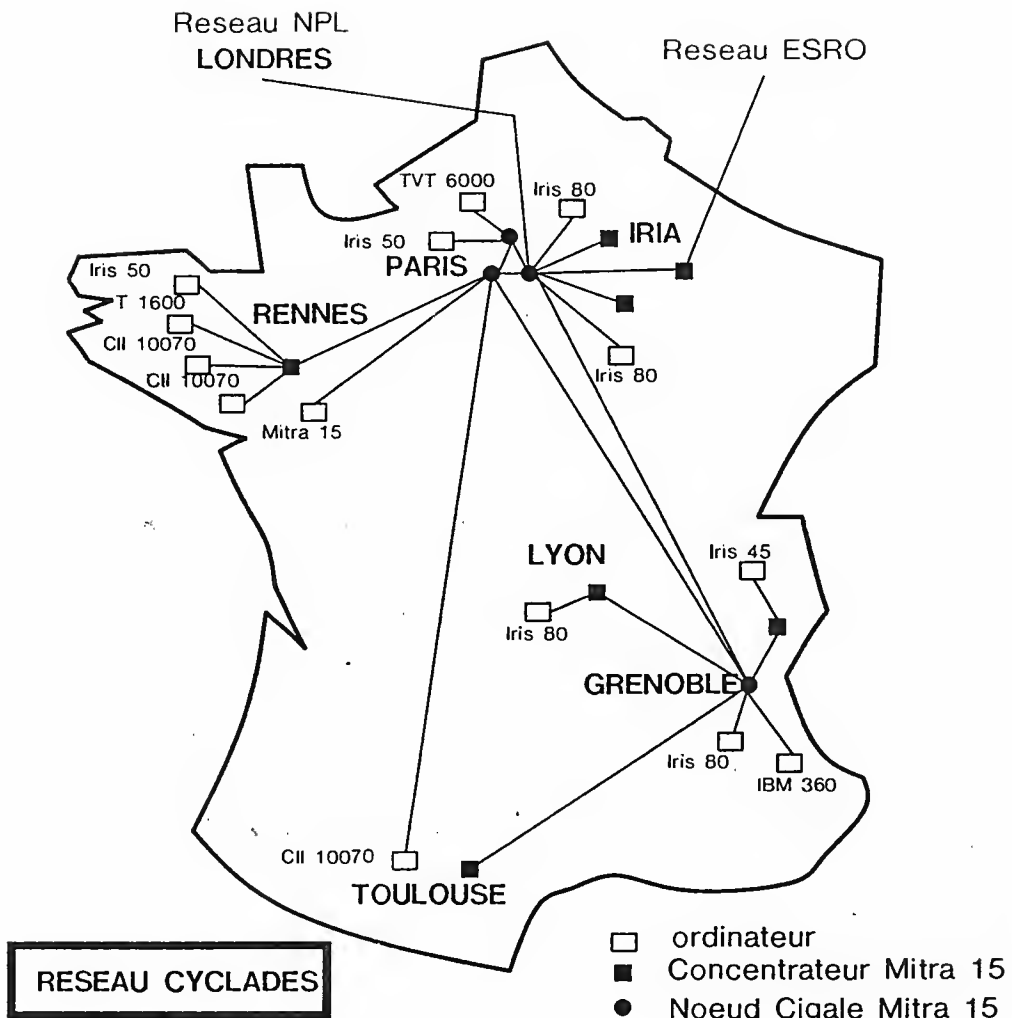 Reseau NPL
LONDRES
Reseau ESRO
TVT 6000
Iris 80
Iris 50
IRIA
PARIS
Iris 50
T 1600
RENNES
CII 10070
CII 10070
Iris 80
Mitra 15
LYON
Iris 45
Iris 80
GRENOBLE
Iris 80
IBM 360
CII 10070
TOULOUSE
RESEAU CYCLADES
ordinateur
Concentrateur Mitra 15
Noeud Cigale Mitra 15